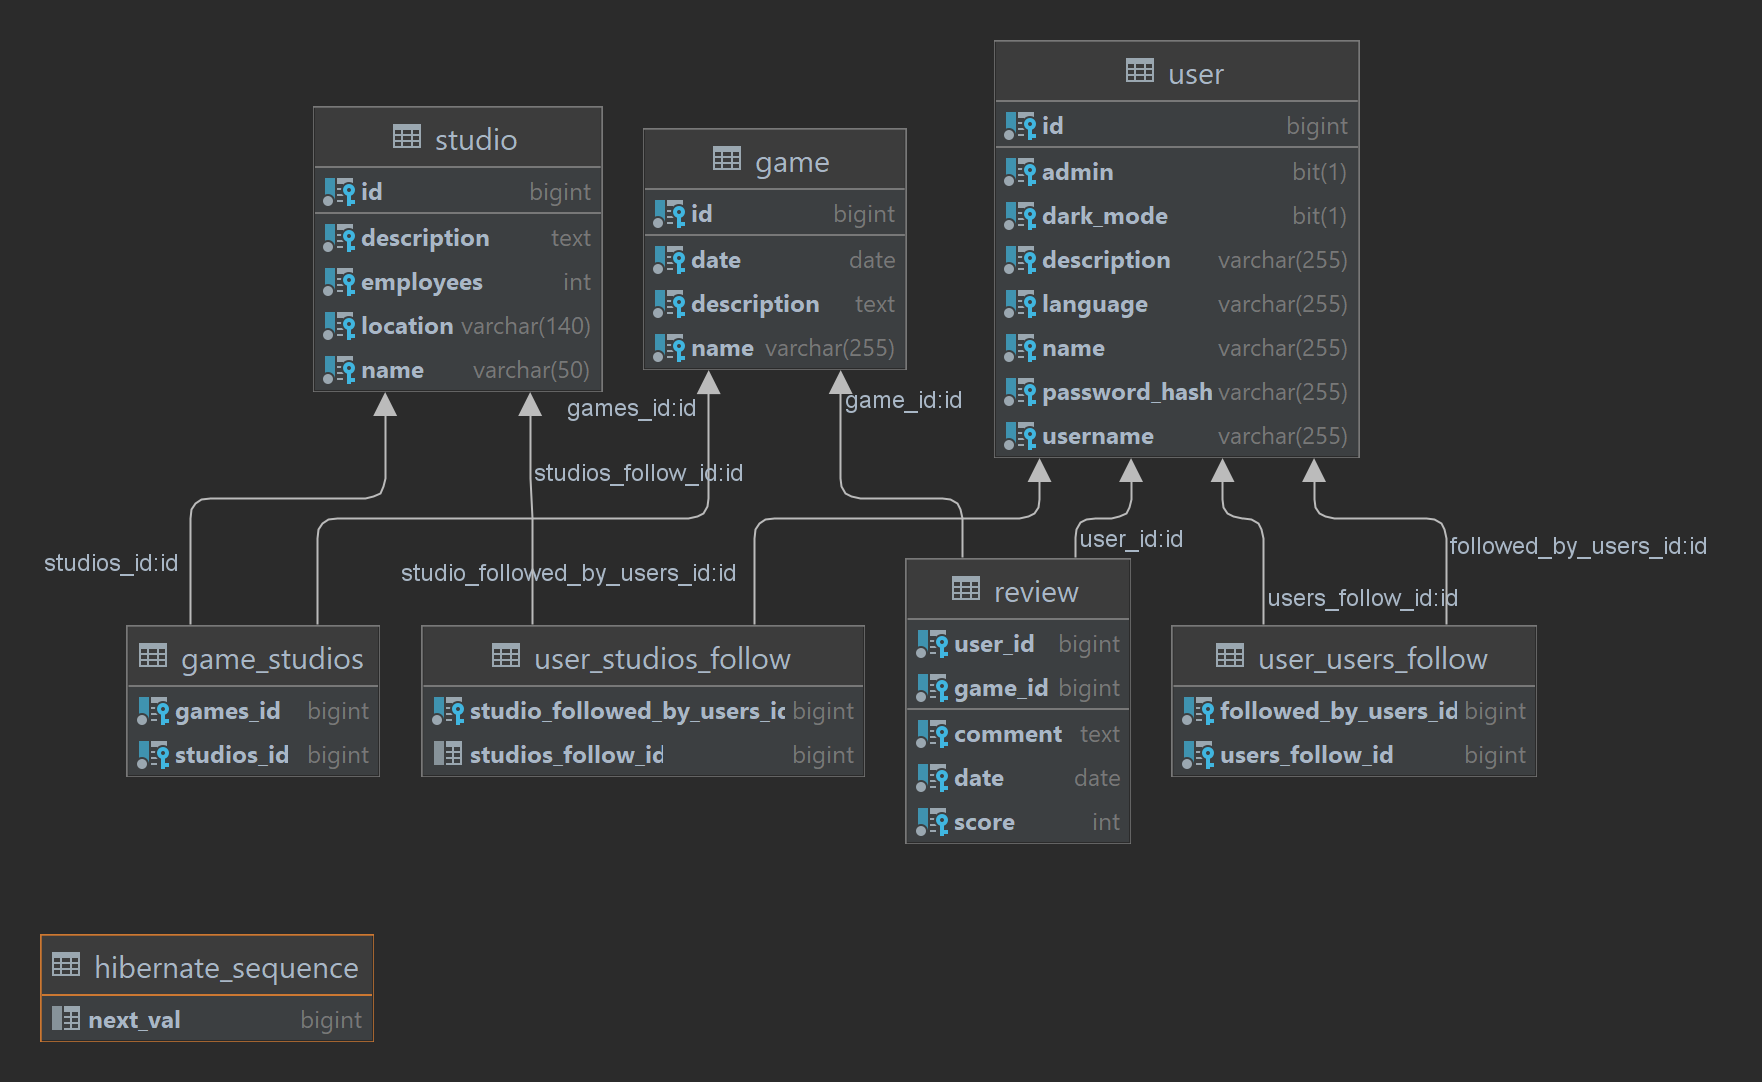 studio
id bigint
description text
employees int
location varchar(140)
name varchar(50)
game
id bigint
date date
description text
name varchar(255)
user
id bigint
admin bit(1)
dark_mode bit(1)
description varchar(255)
language varchar(255)
name varchar(255)
password_hash varchar(255)
username varchar(255)
games_id:id
game_id:id
studios_follow_id:id
studios_id:id
studio_followed_by_users_id:id
user_id:id
followed_by_users_id:id
users_follow_id:id
game_studios
games_id bigint
studios_id bigint
user_studios_follow
studio_followed_by_users_id bigint
studios_follow_id bigint
review
user_id bigint
game_id bigint
comment text
date date
score int
user_users_follow
followed_by_users_id bigint
users_follow_id bigint
hibernate_sequence
next_val bigint